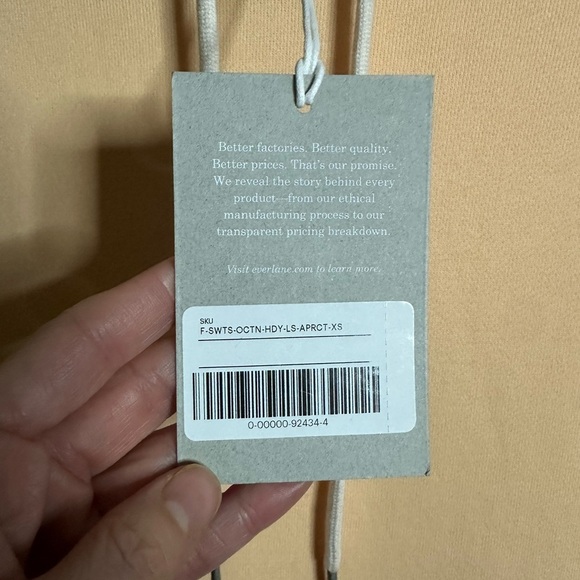 Better factories. Better quality.
Better prices. That's our promise.
We reveal the story behind every
product—from our ethical
manufacturing process to our
transparent pricing breakdown.
Visit everlane.com to learn more.
SKU
F-SWTS-OCTN-HDY-LS-APRCT-XS
0-00000-92434-4